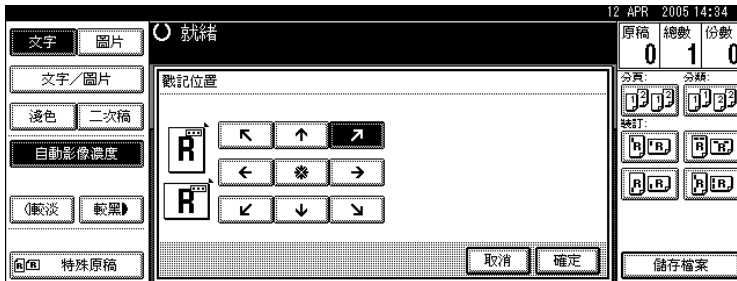 12 APR 2005 14:34
文字 圖片
文字／圖片
淺色 二次稿
自動影像濃度
較淡 較黑
特殊原稿
就緒
戳記位置
R
R
取消 確定
原稿 總數 份數
0 1 0
分頁: 分類:
裝訂:
儲存檔案